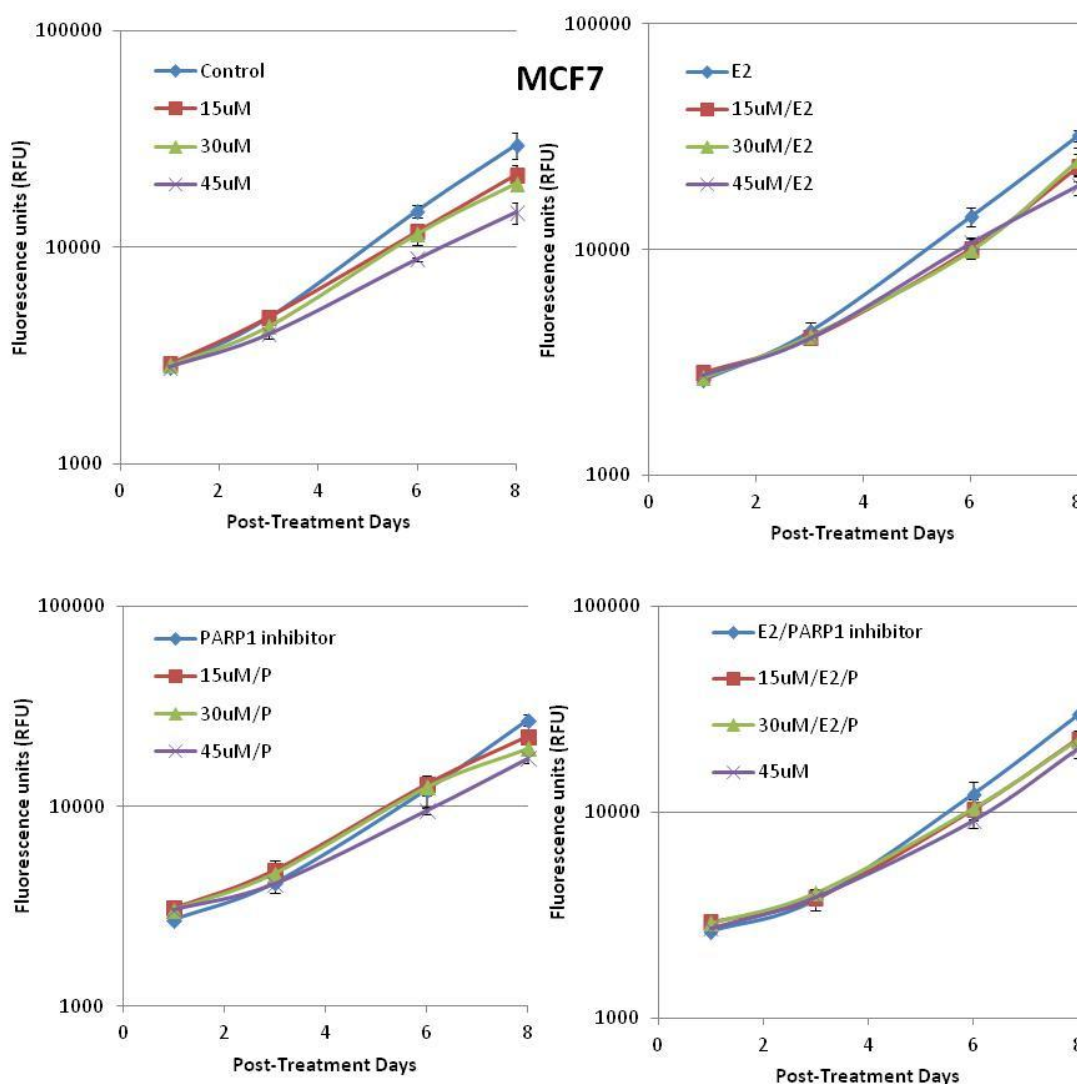 MCF7
100000
10000
1000
0 2 4 6 8
Fluorescence units (RFU)
Post-Treatment Days
Control
15uM
30uM
45uM
100000
10000
1000
0 2 4 6 8
Fluorescence units (RFU)
Post-Treatment Days
E2
15uM/E2
30uM/E2
45uM/E2
100000
10000
1000
0 2 4 6 8
Fluorescence units (RFU)
Post-Treatment Days
PARP1 inhibitor
15uM/P
30uM/P
45uM/P
100000
10000
1000
0 2 4 6 8
Fluorescence units (RFU)
Post-Treatment Days
E2/PARP1 inhibitor
15uM/E2/P
30uM/E2/P
45uM